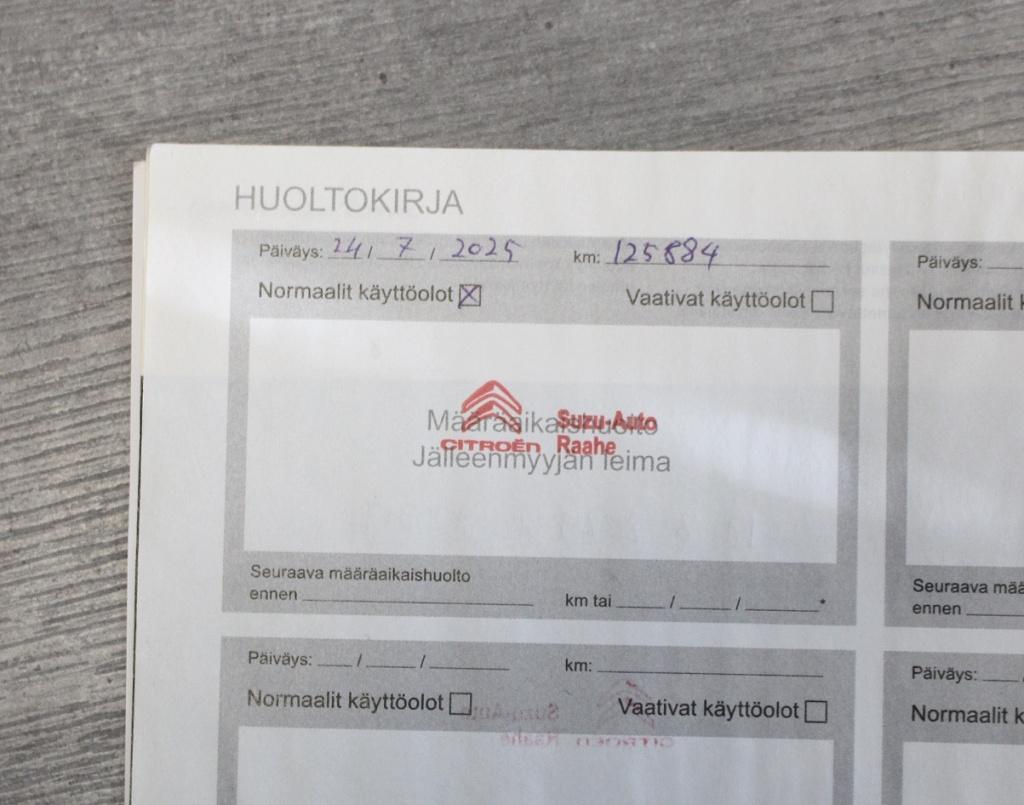 HUOLTOKIRJA
Päiväys: 24 / 7 / 2025 km: 125884
Normaalit käyttöolot Vaativat käyttöolot
Määräaikaishuolto
Jälleenmyyjän leima
CITROËN
Suzu-Auto
Raahe
Seuraava määräaikaishuolto
ennen km tai / / *
Päiväys: / / km:
Normaalit käyttöolot Vaativat käyttöolot
Päiväys:
Normaalit k
Seuraava mää
ennen
Päiväys: /
Normaalit k